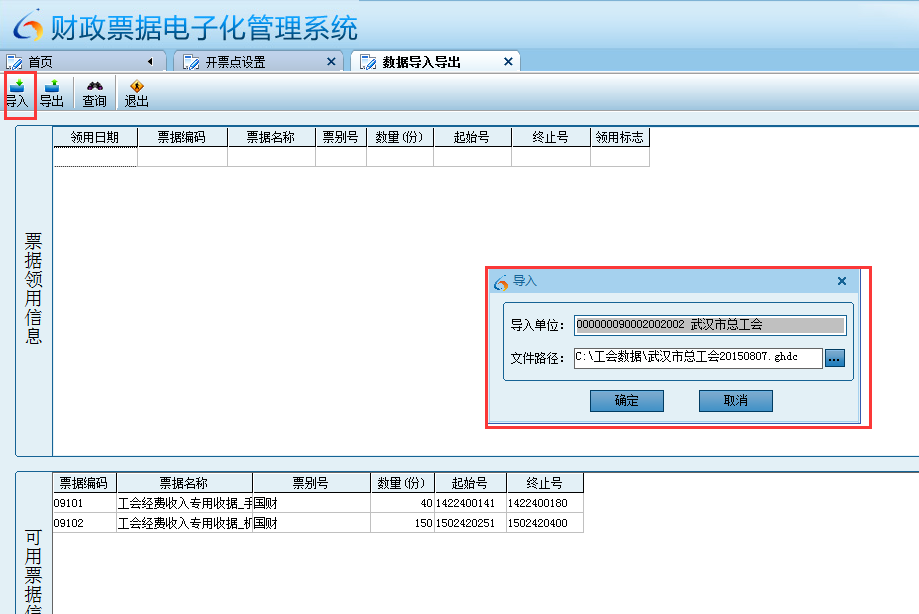 财政票据电子化管理系统
首页 开票点设置 数据导入导出
导入 导出 查询 退出
领用日期 票据编码 票据名称 票别号 数量(份) 起始号 终止号 领用标志
票据领用信息
导入
导入单位: 000000090002002002 武汉市总工会
文件路径: C:\工会数据\武汉市总工会20150807.ghdc ...
确定 取消
票据编码 票据名称 票别号 数量(份) 起始号 终止号
09101 工会经费收入专用收据_手 国财 40 1422400141 1422400180
09102 工会经费收入专用收据_机 国财 150 1502420251 1502420400
可用票据信